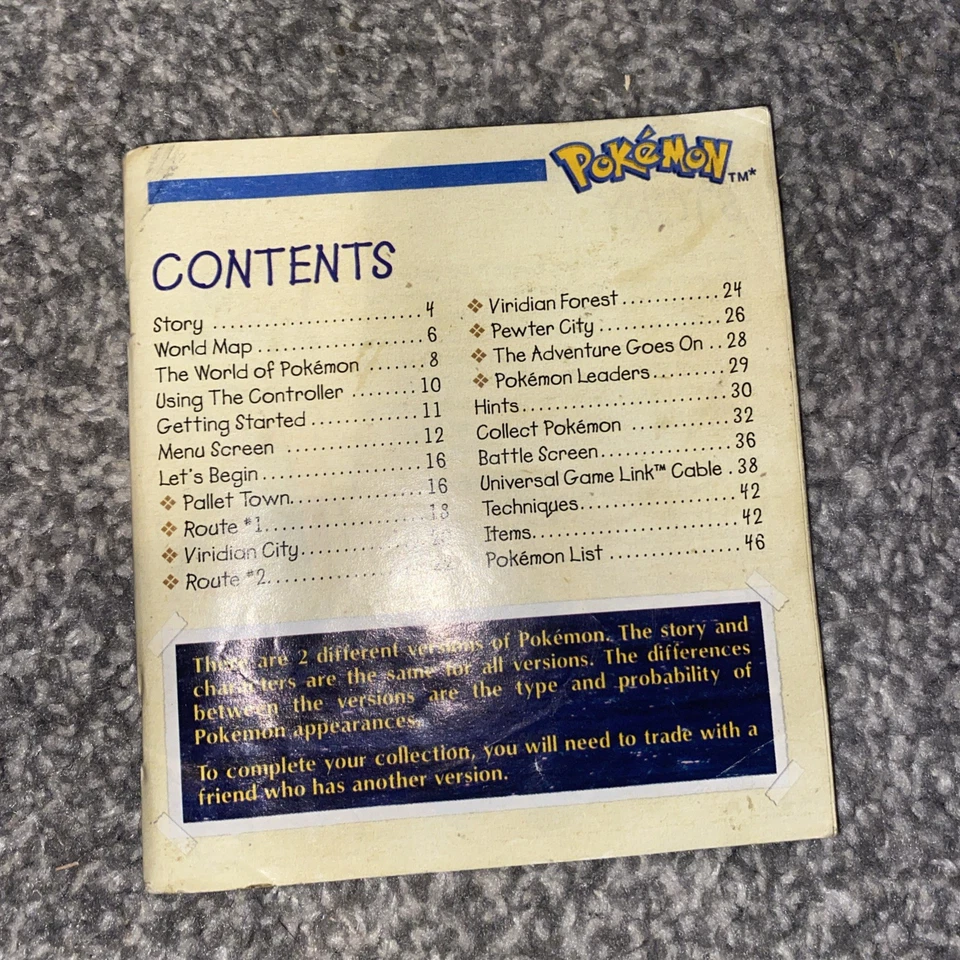 POKéMON TM*
CONTENTS
Story ........................ 4
World Map ................... 6
The World of Pokémon ....... 8
Using The Controller ....... 10
Getting Started ............. 11
Menu Screen ................ 12
Let's Begin ................... 16
❖ Pallet Town................ 16
❖ Route #1................... 18
❖ Viridian City................
❖ Route #2................... 22
❖ Viridian Forest ............ 24
❖ Pewter City ............... 26
❖ The Adventure Goes On .. 28
❖ Pokémon Leaders......... 29
Hints........................ 30
Collect Pokémon ............ 32
Battle Screen................ 36
Universal Game Link™ Cable . 38
Techniques................... 42
Items........................ 42
Pokémon List ............... 46
There are 2 different versions of Pokémon. The story and
characters are the same for all versions. The differences
between the versions are the type and probability of
Pokémon appearances.
To complete your collection, you will need to trade with a
friend who has another version.